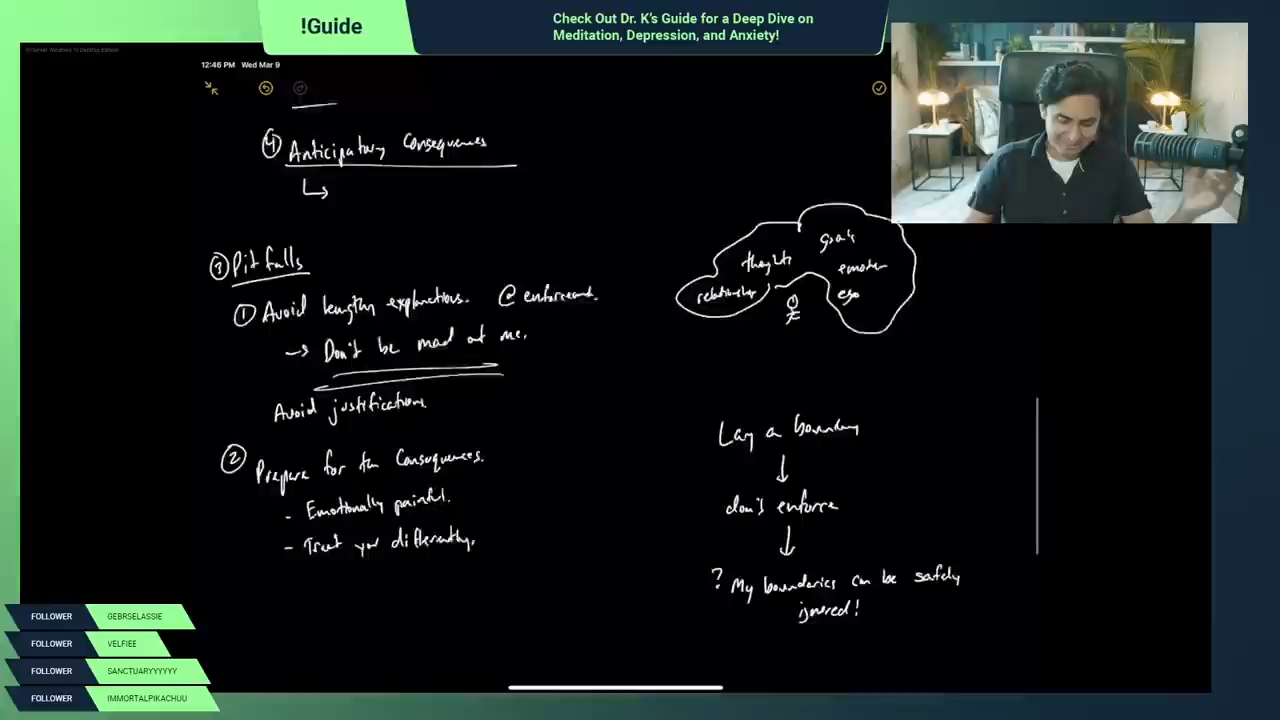 !Guide
Check Out Dr. K's Guide for a Deep Dive on
Meditation, Depression, and Anxiety!
12:46 PM Wed Mar 9
④ Anticipatory Consequences
③ Pitfalls
① Avoid lengthy explanations. @ enforcement.
→ Don't be mad at me.
Avoid justifications.
② Prepare for the Consequences.
- Emotionally painful.
- Treat you differently.
thoughts
goals
emotion
relationship
ego
Lay a boundary
↓
don't enforce
↓
? My boundaries can be safely
ignored!
FOLLOWER GEBRSELASSIE
FOLLOWER VELFIEE
FOLLOWER SANCTUARYYYYYY
FOLLOWER IMMORTALPIKACHUU